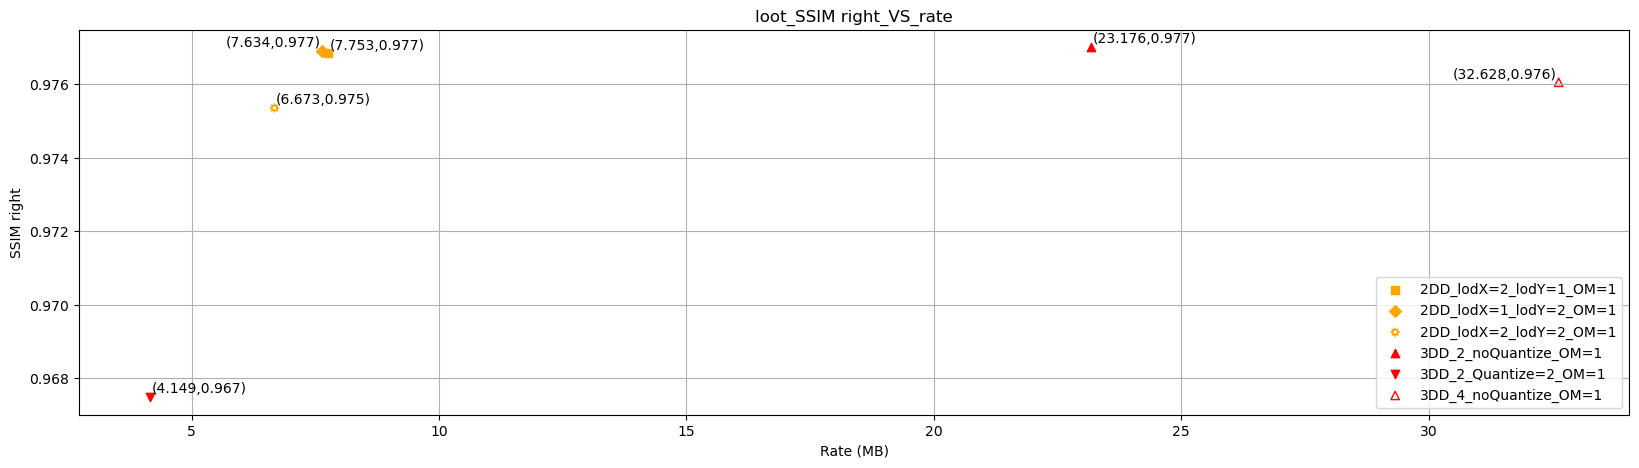 loot_SSIM right_VS_rate
(7.634,0.977)
(7.753,0.977)
(23.176,0.977)
(32.628,0.976)
(6.673,0.975)
(4.149,0.967)
0.976
0.974
0.972
0.970
0.968
SSIM right
2DD_lodX=2_lodY=1_OM=1
2DD_lodX=1_lodY=2_OM=1
2DD_lodX=2_lodY=2_OM=1
3DD_2_noQuantize_OM=1
3DD_2_Quantize=2_OM=1
3DD_4_noQuantize_OM=1
5 10 15 20 25 30
Rate (MB)